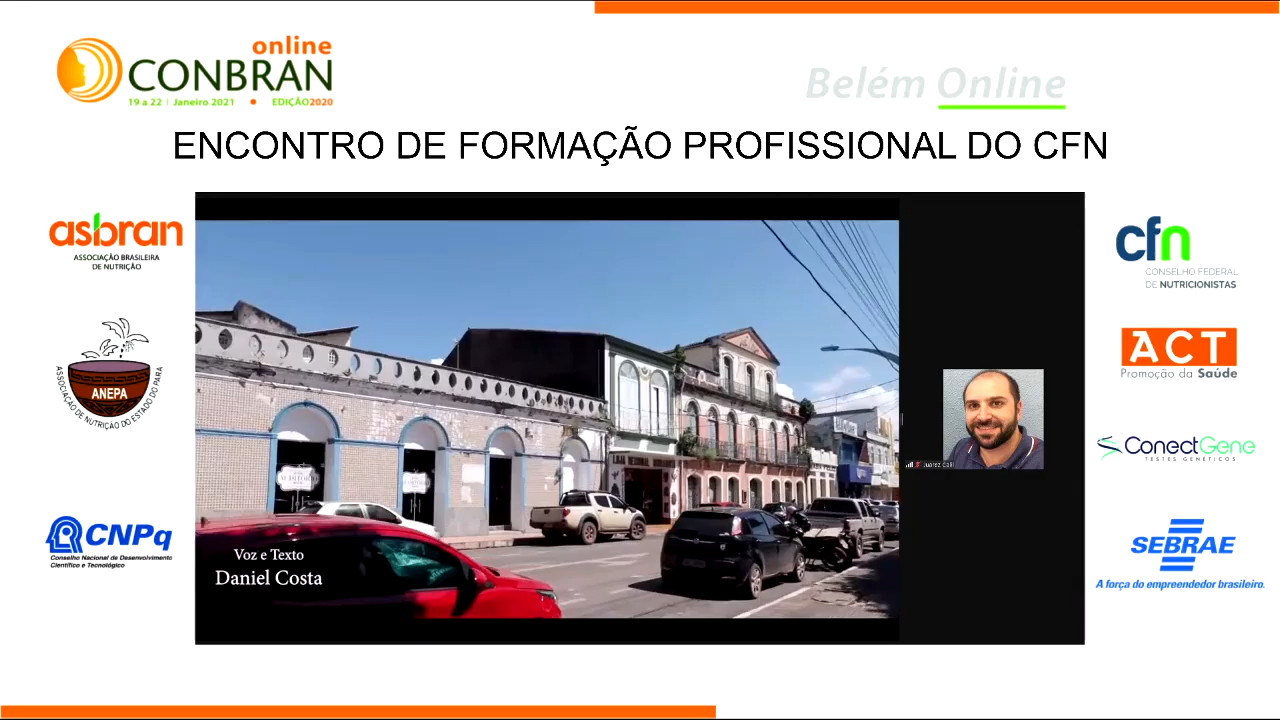 online
CONBRAN
19 a 22 | Janeiro 2021 • EDIÇÃO2020
Belém Online
ENCONTRO DE FORMAÇÃO PROFISSIONAL DO CFN
asbran
ASSOCIAÇÃO BRASILEIRA
DE NUTRIÇÃO
ANEPA
ASSOCIAÇÃO DE NUTRIÇÃO DO ESTADO DO PARÁ
CNPq
Conselho Nacional de Desenvolvimento
Científico e Tecnológico
Voz e Texto
Daniel Costa
cfn
CONSELHO FEDERAL
DE NUTRICIONISTAS
ACT
Promoção da Saúde
ConectGene
TESTES GENÉTICOS
SEBRAE
A força do empreendedor brasileiro.